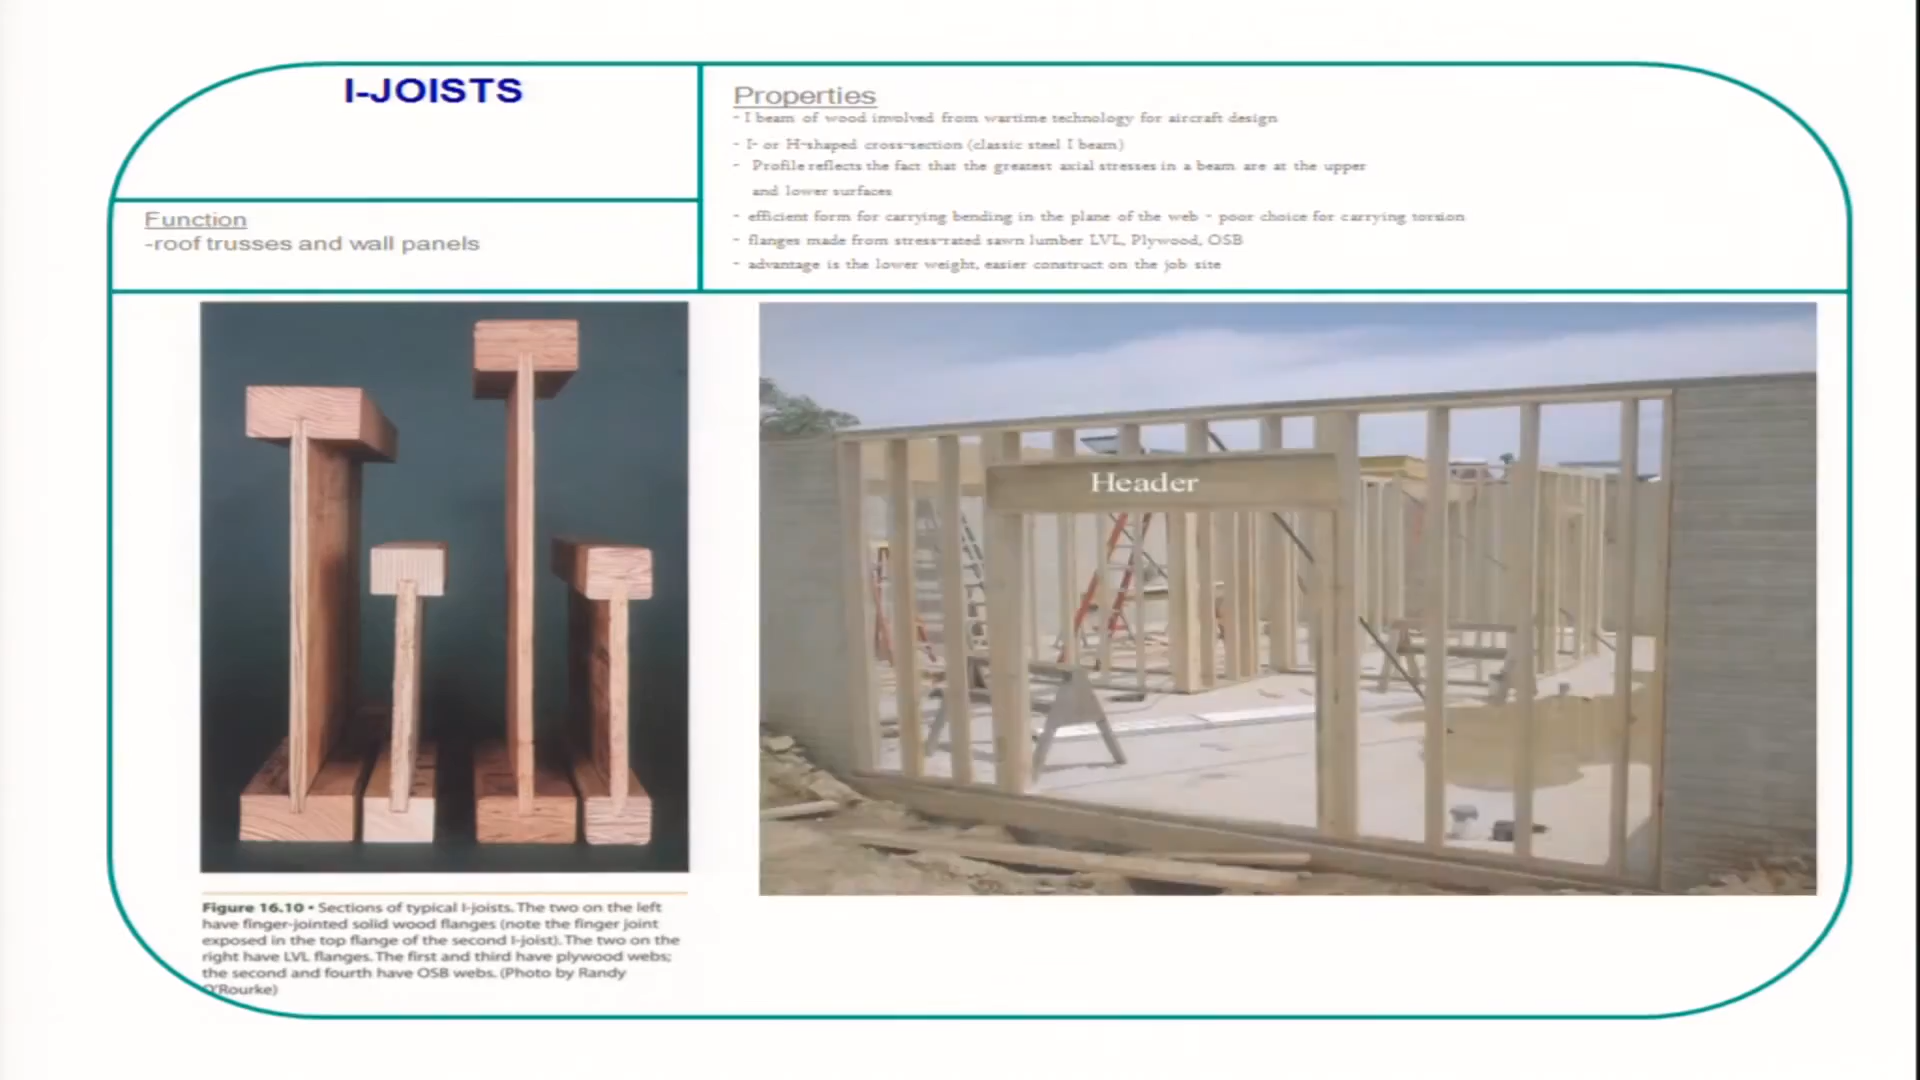 I-JOISTS
Function
-roof trusses and wall panels
Properties
- I beam of wood involved from wartime technology for aircraft design
- I- or H-shaped cross-section (classic steel I beam)
- Profile reflects the fact that the greatest axial stresses in a beam are at the upper
and lower surfaces
- efficient form for carrying bending in the plane of the web - poor choice for carrying torsion
- flanges made from stress-rated sawn lumber LVL, Plywood, OSB
- advantage is the lower weight, easier construct on the job site
Header
Figure 16.10 • Sections of typical I-joists. The two on the left
have finger-jointed solid wood flanges (note the finger joint
exposed in the top flange of the second I-joist). The two on the
right have LVL flanges. The first and third have plywood webs;
the second and fourth have OSB webs. (Photo by Randy
O'Rourke)